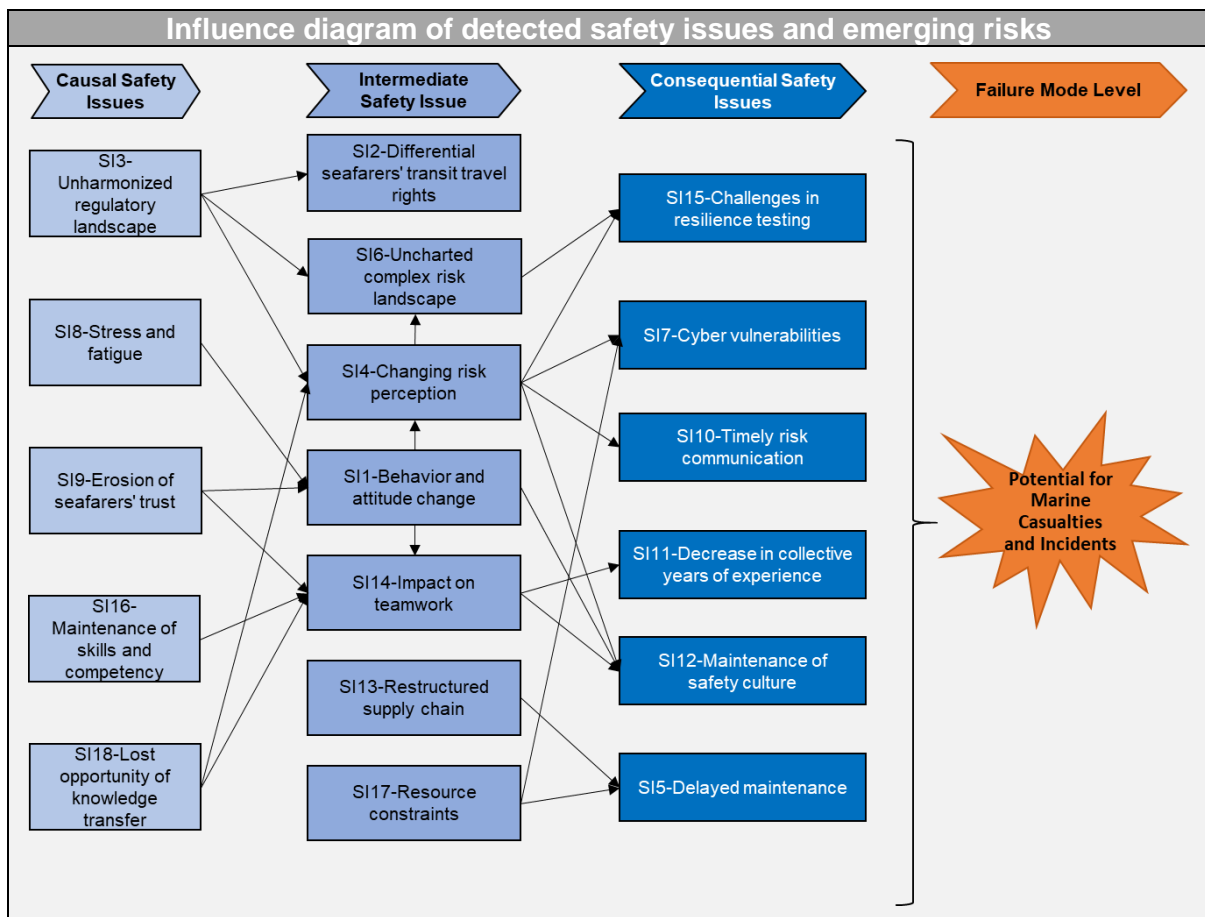 Influence diagram of detected safety issues and emerging risks
Causal Safety
Issues
Intermediate
Safety Issue
Consequential Safety
Issues
Failure Mode Level
SI3-
Unharmonized
regulatory
landscape
SI8-Stress and
fatigue
SI9-Erosion of
seafarers' trust
SI16-
Maintenance of
skills and
competency
SI18-Lost
opportunity of
knowledge
transfer
SI2-Differential
seafarers' transit travel
rights
SI6-Uncharted
complex risk
landscape
SI4-Changing risk
perception
SI1-Behavior and
attitude change
SI14-Impact on
teamwork
SI13-Restructured
supply chain
SI17-Resource
constraints
SI15-Challenges in
resilience testing
SI7-Cyber vulnerabilities
SI10-Timely risk
communication
SI11-Decrease in collective
years of experience
SI12-Maintenance of
safety culture
SI5-Delayed maintenance
Potential for
Marine
Casualties
and Incidents